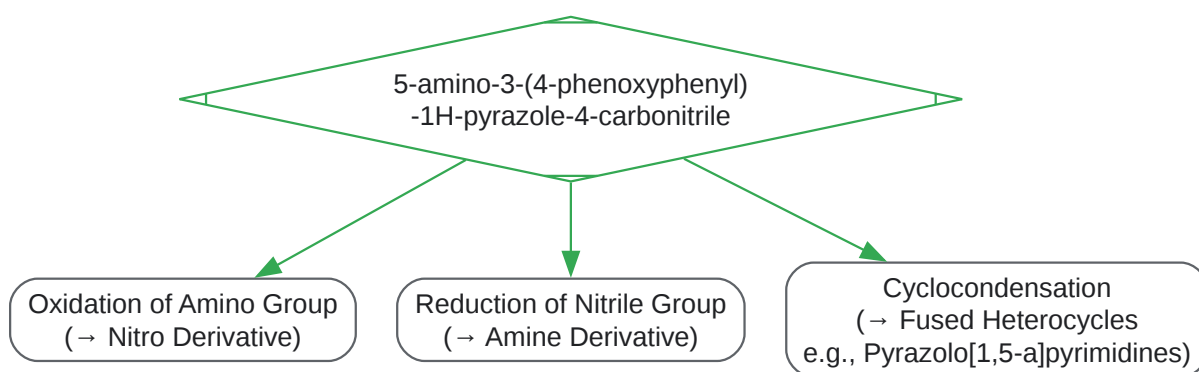 5-amino-3-(4-phenoxyphenyl)
-1H-pyrazole-4-carbonitrile
Oxidation of Amino Group
(→ Nitro Derivative)
Reduction of Nitrile Group
(→ Amine Derivative)
Cyclocondensation
(→ Fused Heterocycles
e.g., Pyrazolo[1,5-a]pyrimidines)